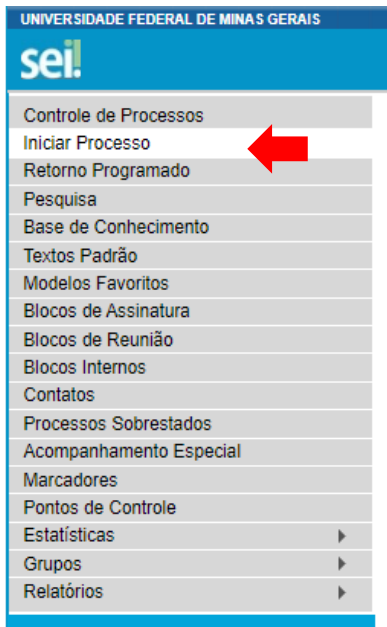 UNIVERSIDADE FEDERAL DE MINAS GERAIS
sei!
Controle de Processos
Iniciar Processo
Retorno Programado
Pesquisa
Base de Conhecimento
Textos Padrão
Modelos Favoritos
Blocos de Assinatura
Blocos de Reunião
Blocos Internos
Contatos
Processos Sobrestados
Acompanhamento Especial
Marcadores
Pontos de Controle
Estatísticas
Grupos
Relatórios